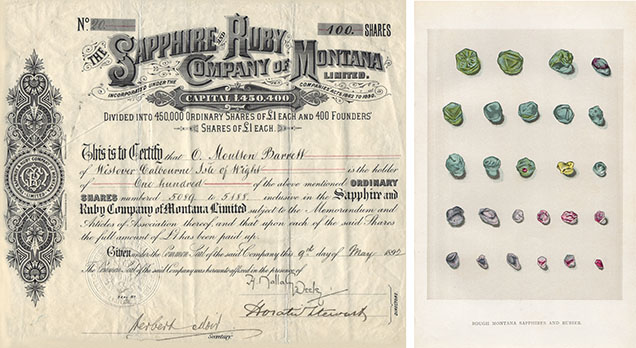 Nº 100 SHARES
THE SAPPHIRE AND RUBY
COMPANY OF MONTANA
LIMITED.
INCORPORATED UNDER THE COMPANIES ACTS 1862 TO 1890.
CAPITAL £450,400
DIVIDED INTO 450,000 ORDINARY SHARES OF £1 EACH AND 400 FOUNDERS'
SHARES OF £1 EACH.
This is to Certify that O. Moulton Barrett
of Westover Calbourne Isle of Wight is the holder
of One hundred of the above mentioned ORDINARY
SHARES numbered 5089 to 5188 inclusive in the Sapphire and
Ruby Company of Montana Limited subject to the Memorandum and
Articles of Association thereof and that upon each of the said Shares
the full amount of £1 has been paid up.
Given under the Common Seal of the said Company this 9th day of May 1892
The Common Seal of the said Company was hereunto affixed in the presence of
Horatio Stewart
Herbert
Secretary
ROUGH MONTANA SAPPHIRES AND RUBIES.